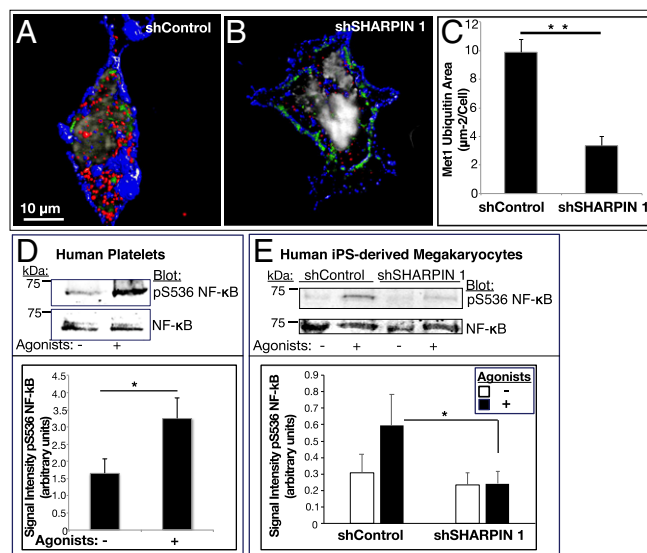 A
shControl
10 μm
B
shSHARPIN 1
C
Met1 Ubiquitin Area
(μm-2/Cell)
12
10
8
6
4
2
0
* *
shControl
shSHARPIN 1
D
Human Platelets
kDa:
Blot:
75
pS536 NF-κB
75
NF-κB
Agonists: - +
Signal Intensity pS536 NF-kB
(arbitrary units)
4.5
4.0
3.5
3.0
2.5
2.0
1.5
1.0
0.5
0
*
Agonists: - +
E
Human iPS-derived Megakaryocytes
kDa:
shControl
shSHARPIN 1
Blot:
75
pS536 NF-κB
75
NF-κB
Agonists: - + - +
Signal Intensity pS536 NF-kB
(arbitrary units)
0.9
0.8
0.7
0.6
0.5
0.4
0.3
0.2
0.1
0
Agonists
-
+
*
shControl
shSHARPIN 1